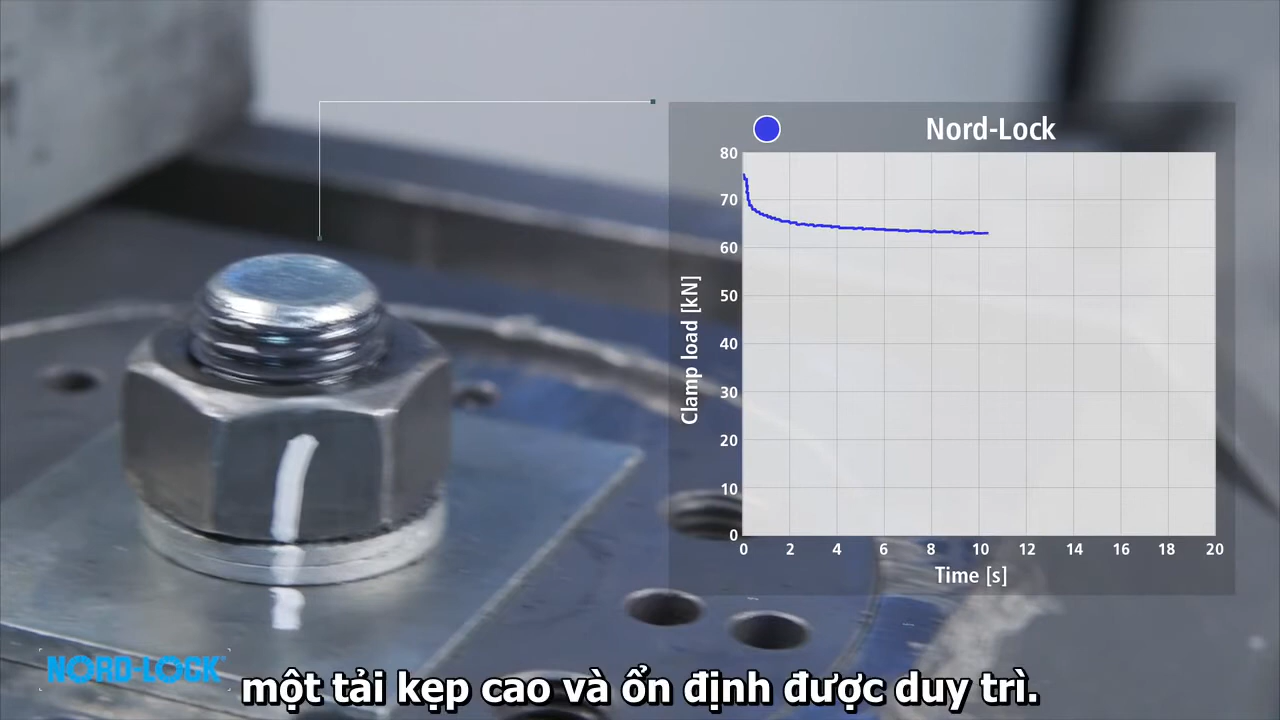 Nord-Lock
80
70
60
50
40
30
20
10
0
Clamp load [kN]
0 2 4 6 8 10 12 14 16 18 20
Time [s]
NORD-LOCK
một tải kẹp cao và ổn định được duy trì.